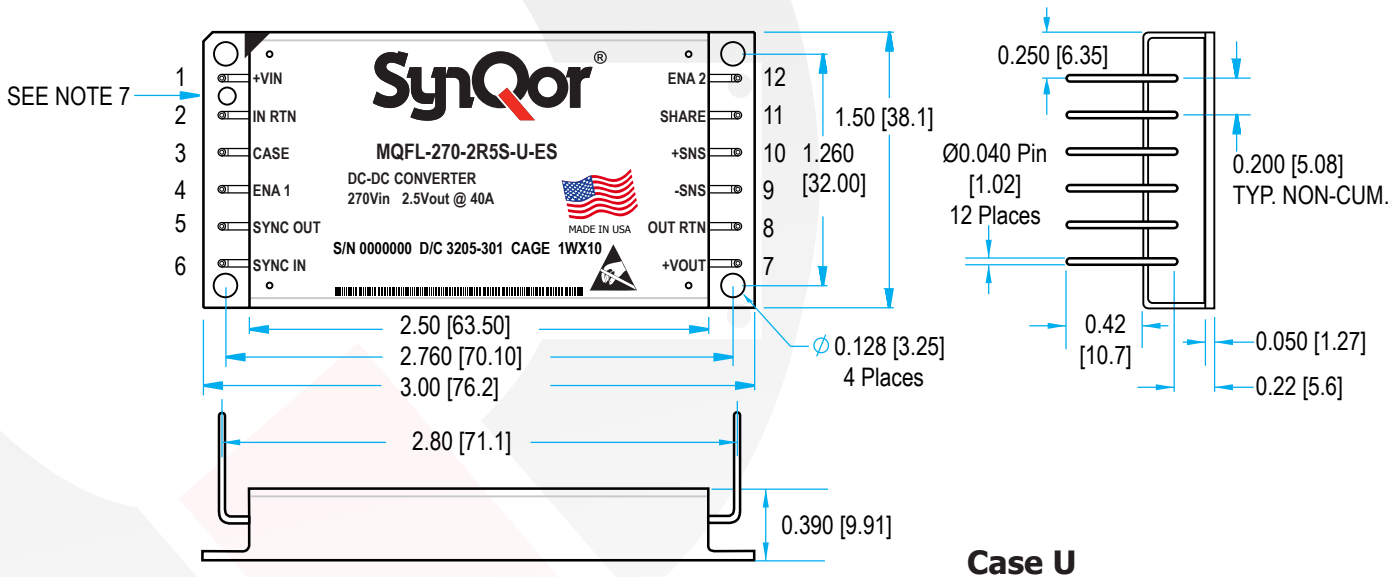 SEE NOTE 7
1
2
3
4
5
6
+VIN
IN RTN
CASE
ENA 1
SYNC OUT
SYNC IN
SynQor®
MQFL-270-2R5S-U-ES
DC-DC CONVERTER
270Vin 2.5Vout @ 40A
MADE IN USA
S/N 0000000 D/C 3205-301 CAGE 1WX10
ENA 2
SHARE
+SNS
-SNS
OUT RTN
+VOUT
12
11
10
9
8
7
1.260
[32.00]
1.50 [38.1]
2.50 [63.50]
2.760 [70.10]
3.00 [76.2]
Ø 0.128 [3.25]
4 Places
0.250 [6.35]
Ø0.040 Pin
[1.02]
12 Places
0.200 [5.08]
TYP. NON-CUM.
0.42
[10.7]
0.050 [1.27]
0.22 [5.6]
2.80 [71.1]
0.390 [9.91]
Case U